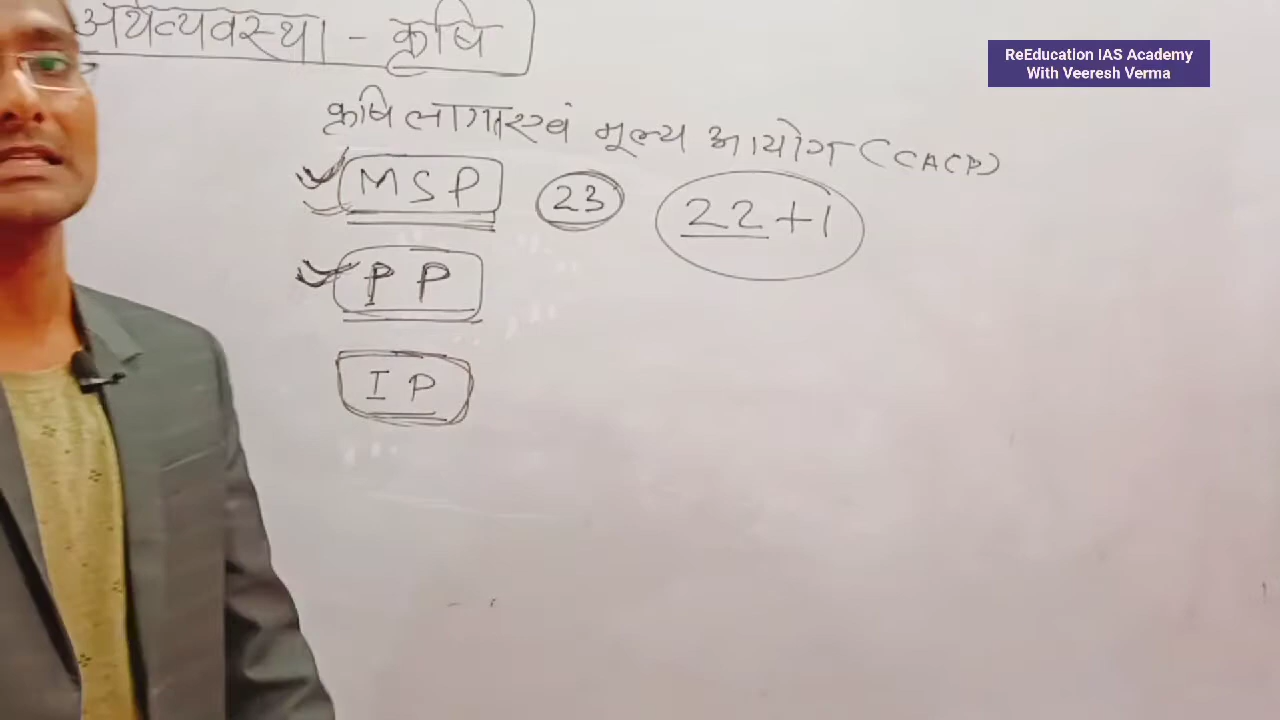 अर्थव्यवस्था - कृषि
ReEducation IAS Academy
With Veeresh Verma
कृषि लागत एवं मूल्य आयोग (CACP)
MSP 23 22+1
PP
IP